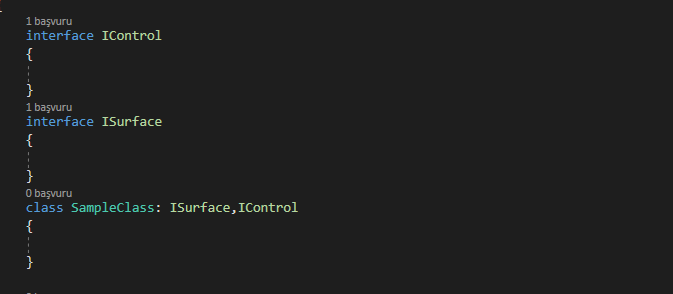 1 başvuru
interface IControl
{
}
1 başvuru
interface ISurface
{
}
0 başvuru
class SampleClass: ISurface,IControl
{
}